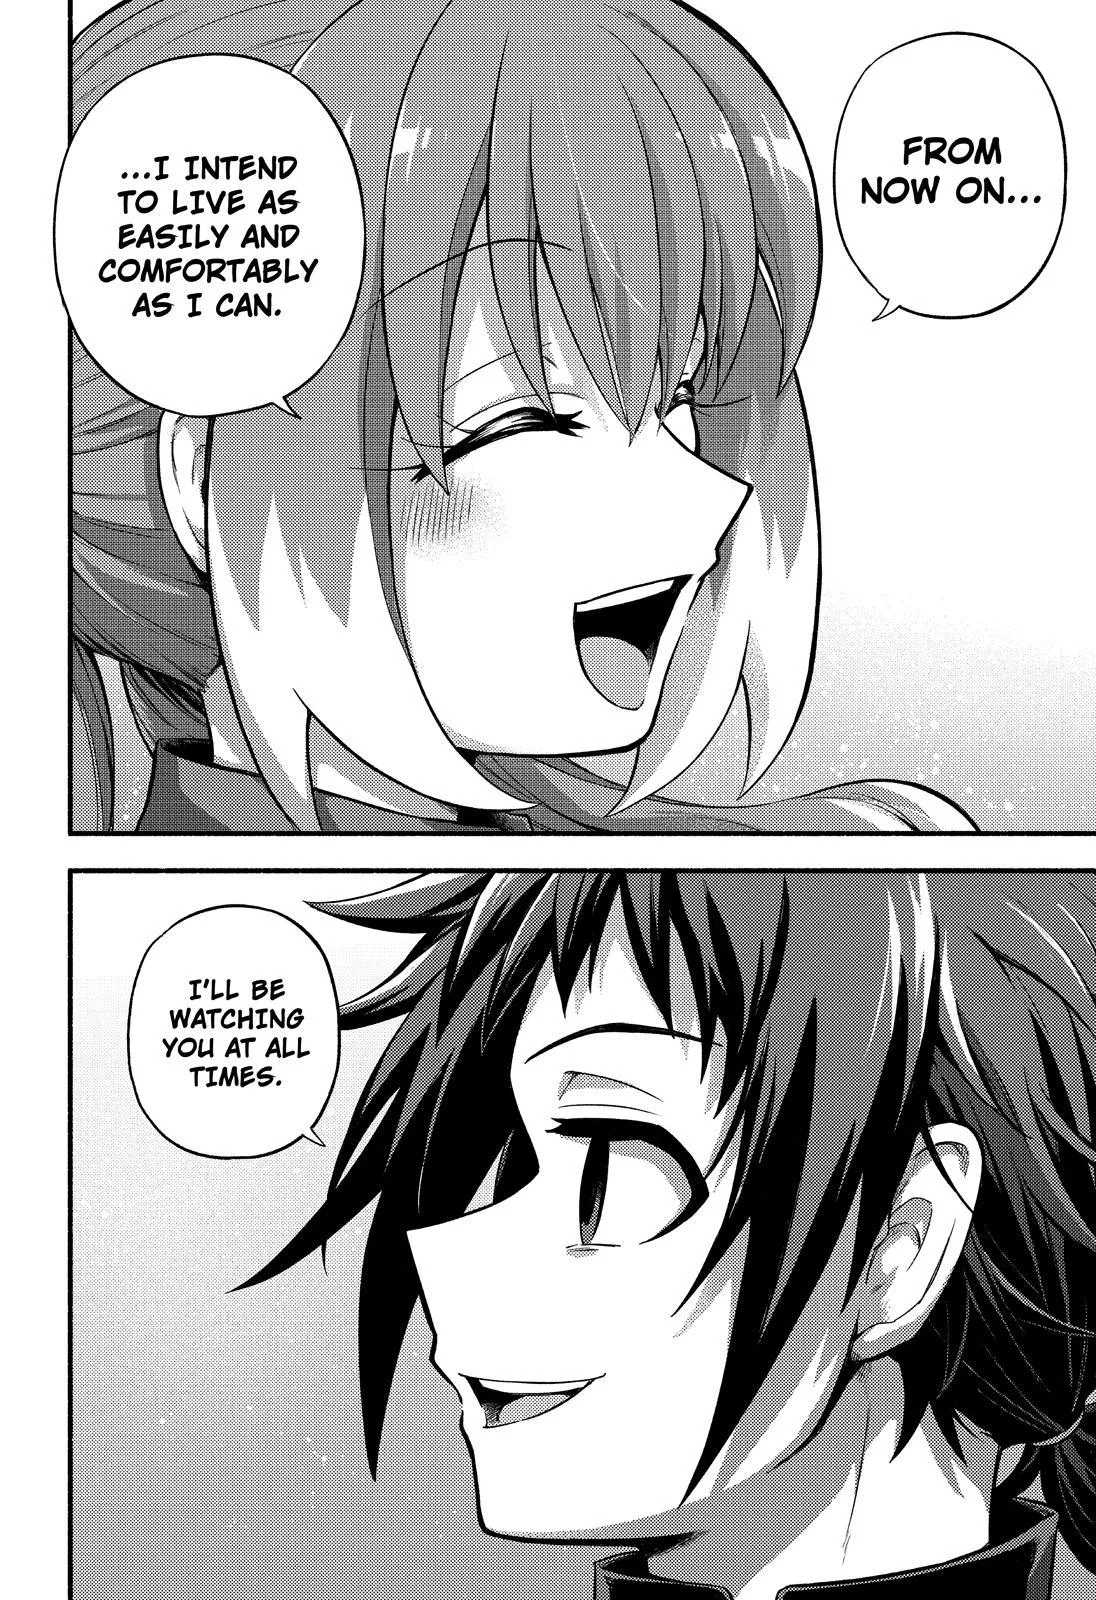 FROM
NOW ON...
...I INTEND
TO LIVE AS
EASILY AND
COMFORTABLY
AS I CAN.
I'LL BE
WATCHING
YOU AT ALL
TIMES.